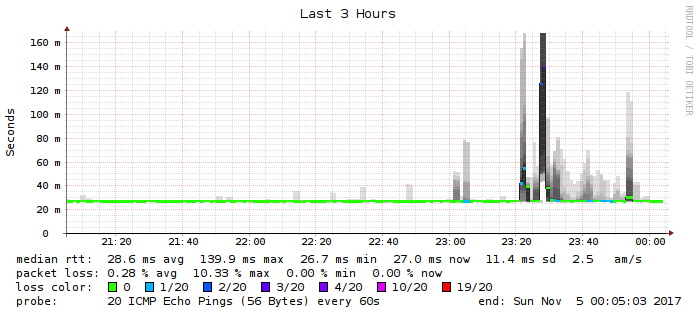 Last 3 Hours
RRDTOOL / TOBI OETIKER
Seconds
160 m
140 m
120 m
100 m
80 m
60 m
40 m
20 m
0
21:20 21:40 22:00 22:20 22:40 23:00 23:20 23:40 00:00
median rtt: 28.6 ms avg 139.9 ms max 26.7 ms min 27.0 ms now 11.4 ms sd 2.5 am/s
packet loss: 0.28 % avg 10.33 % max 0.00 % min 0.00 % now
loss color: 0 1/20 2/20 3/20 4/20 10/20 19/20
probe: 20 ICMP Echo Pings (56 Bytes) every 60s end: Sun Nov 5 00:05:03 2017